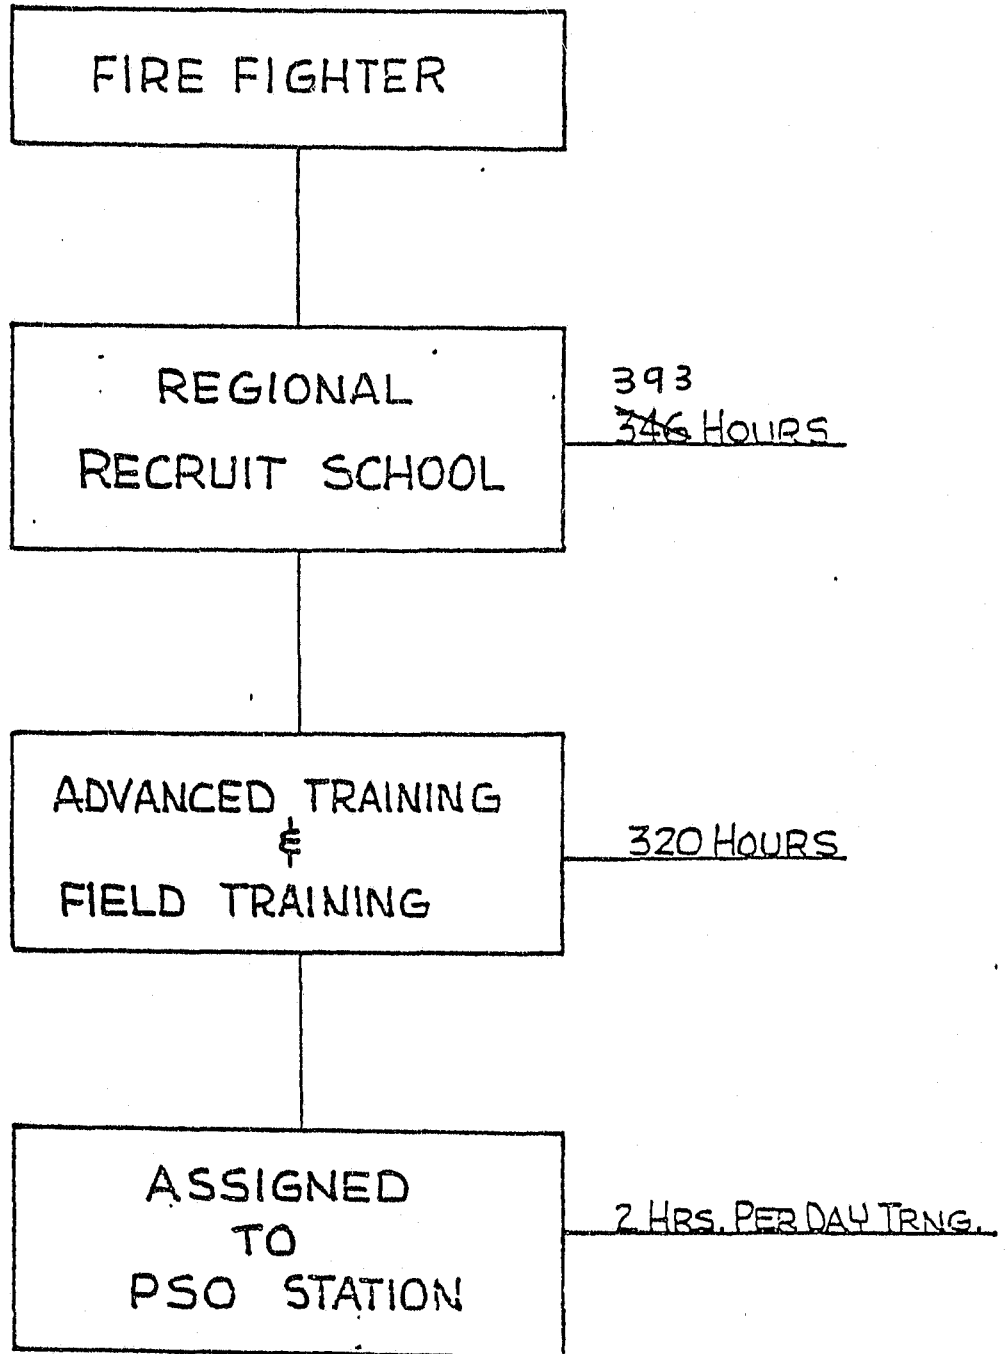 FIRE FIGHTER
REGIONAL
RECRUIT SCHOOL
393
346 HOURS
ADVANCED TRAINING
&
FIELD TRAINING
320 HOURS
ASSIGNED
TO
PSO STATION
2 HRS. PER DAY TRNG.